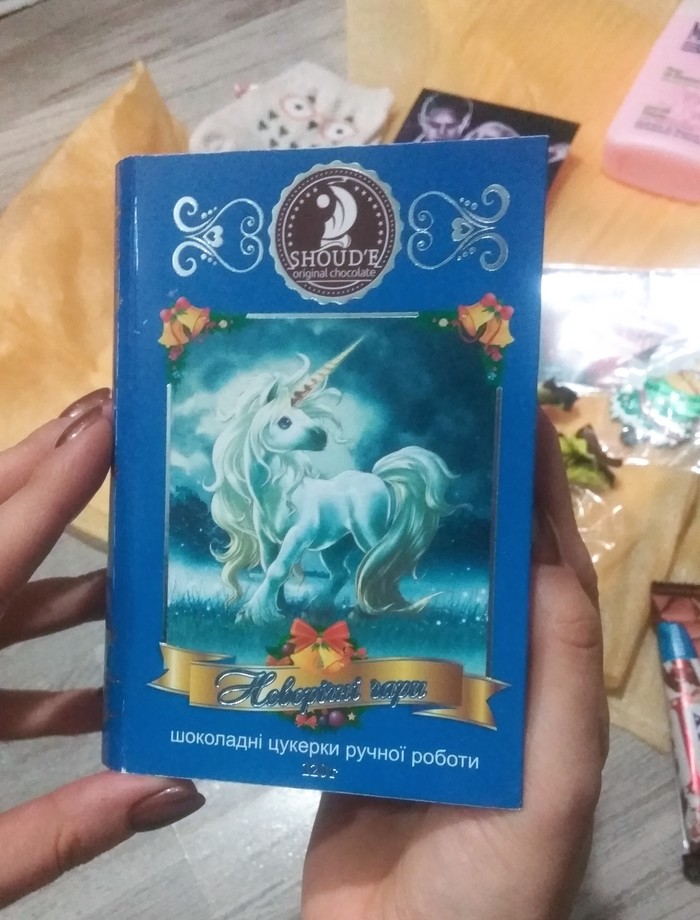 SHOUD'E
original chocolate
Новорічні чари
шоколадні цукерки ручної роботи
120г